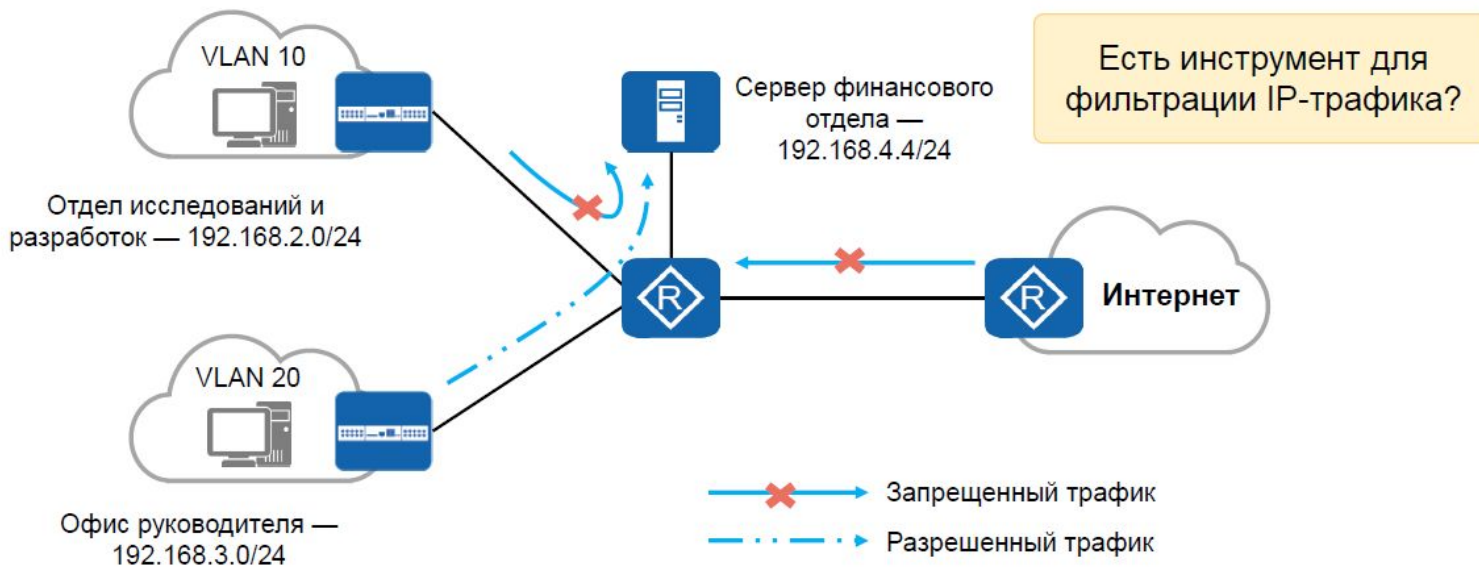 VLAN 10
Отдел исследований и
разработок — 192.168.2.0/24
Сервер финансового
отдела —
192.168.4.4/24
Есть инструмент для
фильтрации IP-трафика?
R
R
Интернет
VLAN 20
Офис руководителя —
192.168.3.0/24
Запрещенный трафик
Разрешенный трафик